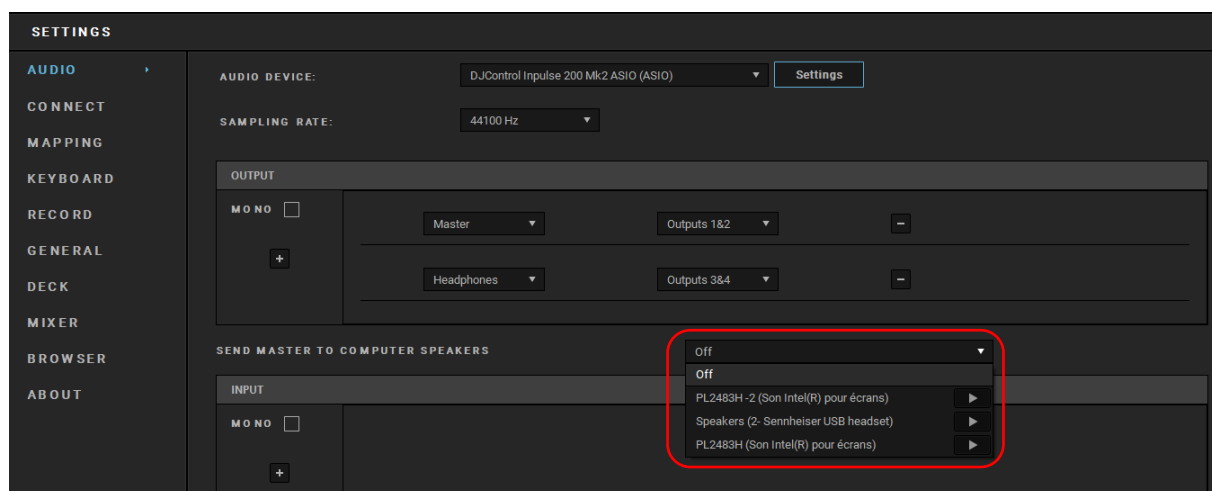 SETTINGS
AUDIO
CONNECT
MAPPING
KEYBOARD
RECORD
GENERAL
DECK
MIXER
BROWSER
ABOUT
AUDIO DEVICE: DJControl Inpulse 200 Mk2 ASIO (ASIO) Settings
SAMPLING RATE: 44100 Hz
OUTPUT
MONO
+
Master Outputs 1&2 −
Headphones Outputs 3&4 −
SEND MASTER TO COMPUTER SPEAKERS Off
Off
PL2483H -2 (Son Intel(R) pour écrans)
Speakers (2- Sennheiser USB headset)
PL2483H (Son Intel(R) pour écrans)
INPUT
MONO
+